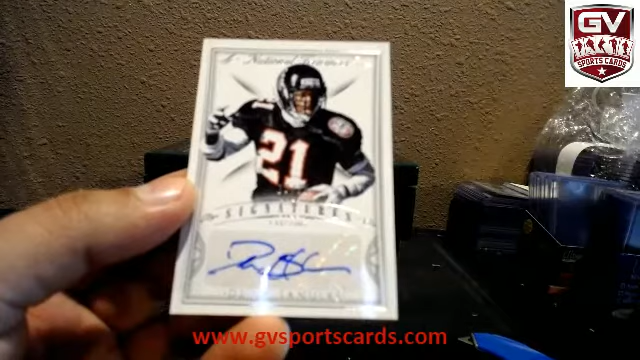 GV
SPORTS CARDS
National Treasures
21
SIGNATURES
www.gvsportscards.com